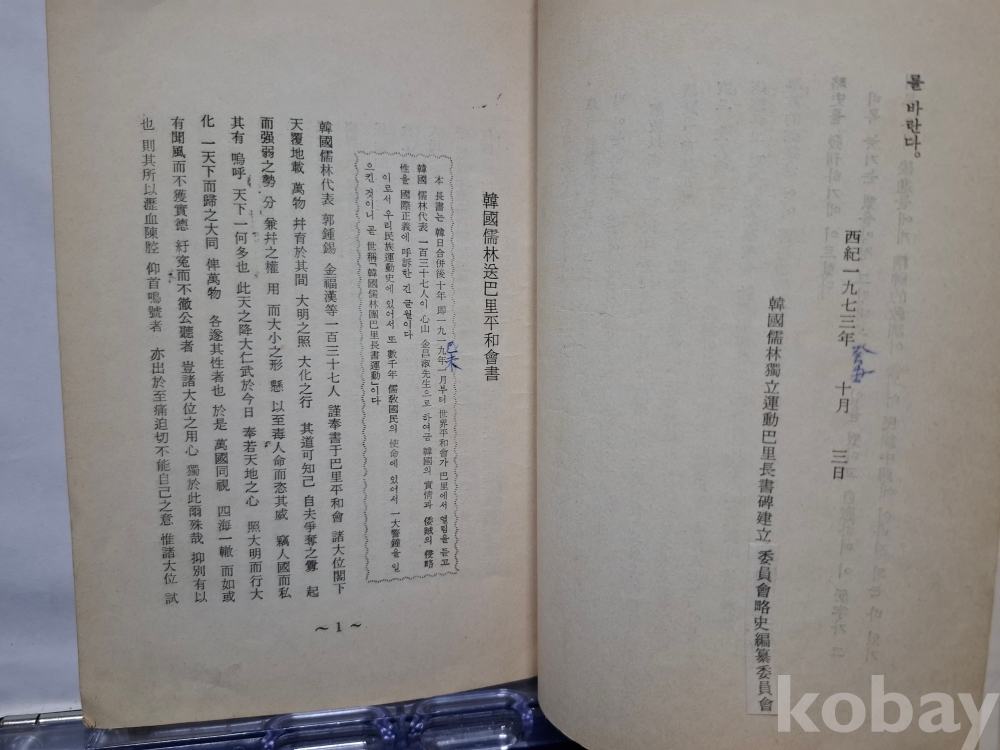 를 바란다。
西紀一九七三年 癸丑 十月 三日
韓國儒林獨立運動巴里長書碑建立 委員會略史編纂委員會
韓國儒林送巴里平和會書
本 長書는 韓日合併後十年 即一九一九年 己未 一月부터 世界平和會가 巴里에서 열림을 듣고
韓國 儒林代表 一百三十七人이 心山 金昌淑先生으로 하여금 韓國의 實情과 倭賊의 侵略
性을 國際正義에 呼訴한 긴 글월이다
이로서 우리民族運動史에 있어서 또 數千年 儒敎國民의 使命에 있어서 一大警鐘을 일
으킨 것이니 곧 世稱「韓國儒林團巴里長書運動」이다
韓國儒林代表 郭鍾錫 金福漢等 一百三十七人 謹奉書于巴里平和會 諸大位閣下
天覆地載 萬物 幷育於其間 大明之照 大化之行 其道可知己 自夫爭奪之 起
而强弱之勢 分 兼幷之權 用 而大小之形 懸 以至毒人命而恣其威 竊人國而私
其有 嗚呼 天下一何多也 此天之降大仁武於今日 奉若天地之心 照大明而行大
化 一天下而歸之大同 俾萬物 各遂其性者也 於是 萬國同視 四海一轍 而如或
有聞風而不獲實德 紆寃而不徹公聽者 豈諸大位之用心 獨於此爾殊哉 抑別有以
也 則其所以瀝血陳腔 仰首鳴號者 亦出於至痛迫切不能自己之意 惟諸大位 試
～ 1 ～
kobay